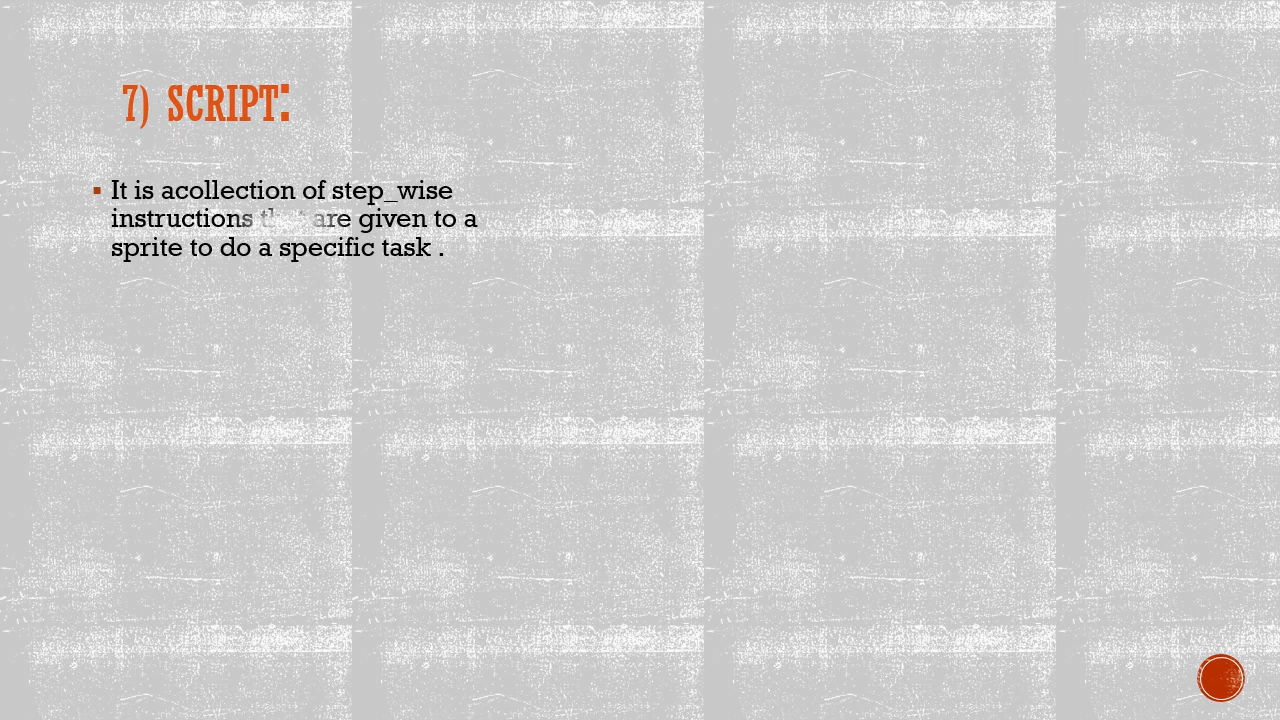 7) SCRIPT:
It is acollection of step_wise
instructions are given to a
sprite to do a specific task .